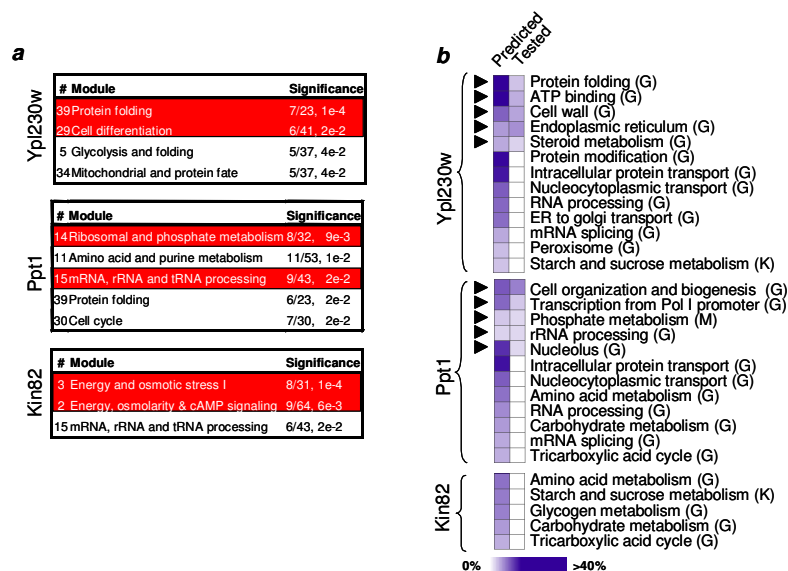 a
Ypl230w
# Module Significance
39 Protein folding 7/23, 1e-4
29 Cell differentiation 6/41, 2e-2
5 Glycolysis and folding 5/37, 4e-2
34 Mitochondrial and protein fate 5/37, 4e-2
Ppt1
# Module Significance
14 Ribosomal and phosphate metabolism 8/32, 9e-3
11 Amino acid and purine metabolism 11/53, 1e-2
15 mRNA, rRNA and tRNA processing 9/43, 2e-2
39 Protein folding 6/23, 2e-2
30 Cell cycle 7/30, 2e-2
Kin82
# Module Significance
3 Energy and osmotic stress I 8/31, 1e-4
2 Energy, osmolarity & cAMP signaling 9/64, 6e-3
15 mRNA, rRNA and tRNA processing 6/43, 2e-2
b
Predicted
Tested
Ypl230w
Protein folding (G)
ATP binding (G)
Cell wall (G)
Endoplasmic reticulum (G)
Steroid metabolism (G)
Protein modification (G)
Intracellular protein transport (G)
Nucleocytoplasmic transport (G)
RNA processing (G)
ER to golgi transport (G)
mRNA splicing (G)
Peroxisome (G)
Starch and sucrose metabolism (K)
Ppt1
Cell organization and biogenesis (G)
Transcription from Pol I promoter (G)
Phosphate metabolism (M)
rRNA processing (G)
Nucleolus (G)
Intracellular protein transport (G)
Nucleocytoplasmic transport (G)
Amino acid metabolism (G)
RNA processing (G)
Carbohydrate metabolism (G)
mRNA splicing (G)
Tricarboxylic acid cycle (G)
Kin82
Amino acid metabolism (G)
Starch and sucrose metabolism (K)
Glycogen metabolism (G)
Carbohydrate metabolism (G)
Tricarboxylic acid cycle (G)
0% >40%